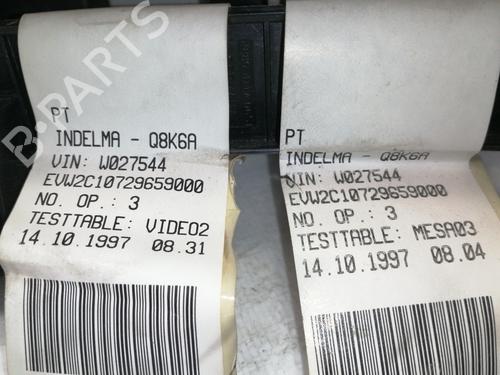 B-PARTS
PT
INDELMA - Q8K6A
VIN: W027544
EVW2C10729659000
NO. OP.: 3
TESTTABLE: VIDEO2
14.10.1997 08.31
PT
INDELMA - Q8K6A
VIN: W027544
EVW2C10729659000
NO. OP.: 3
TESTTABLE: MESA03
14.10.1997 08.04